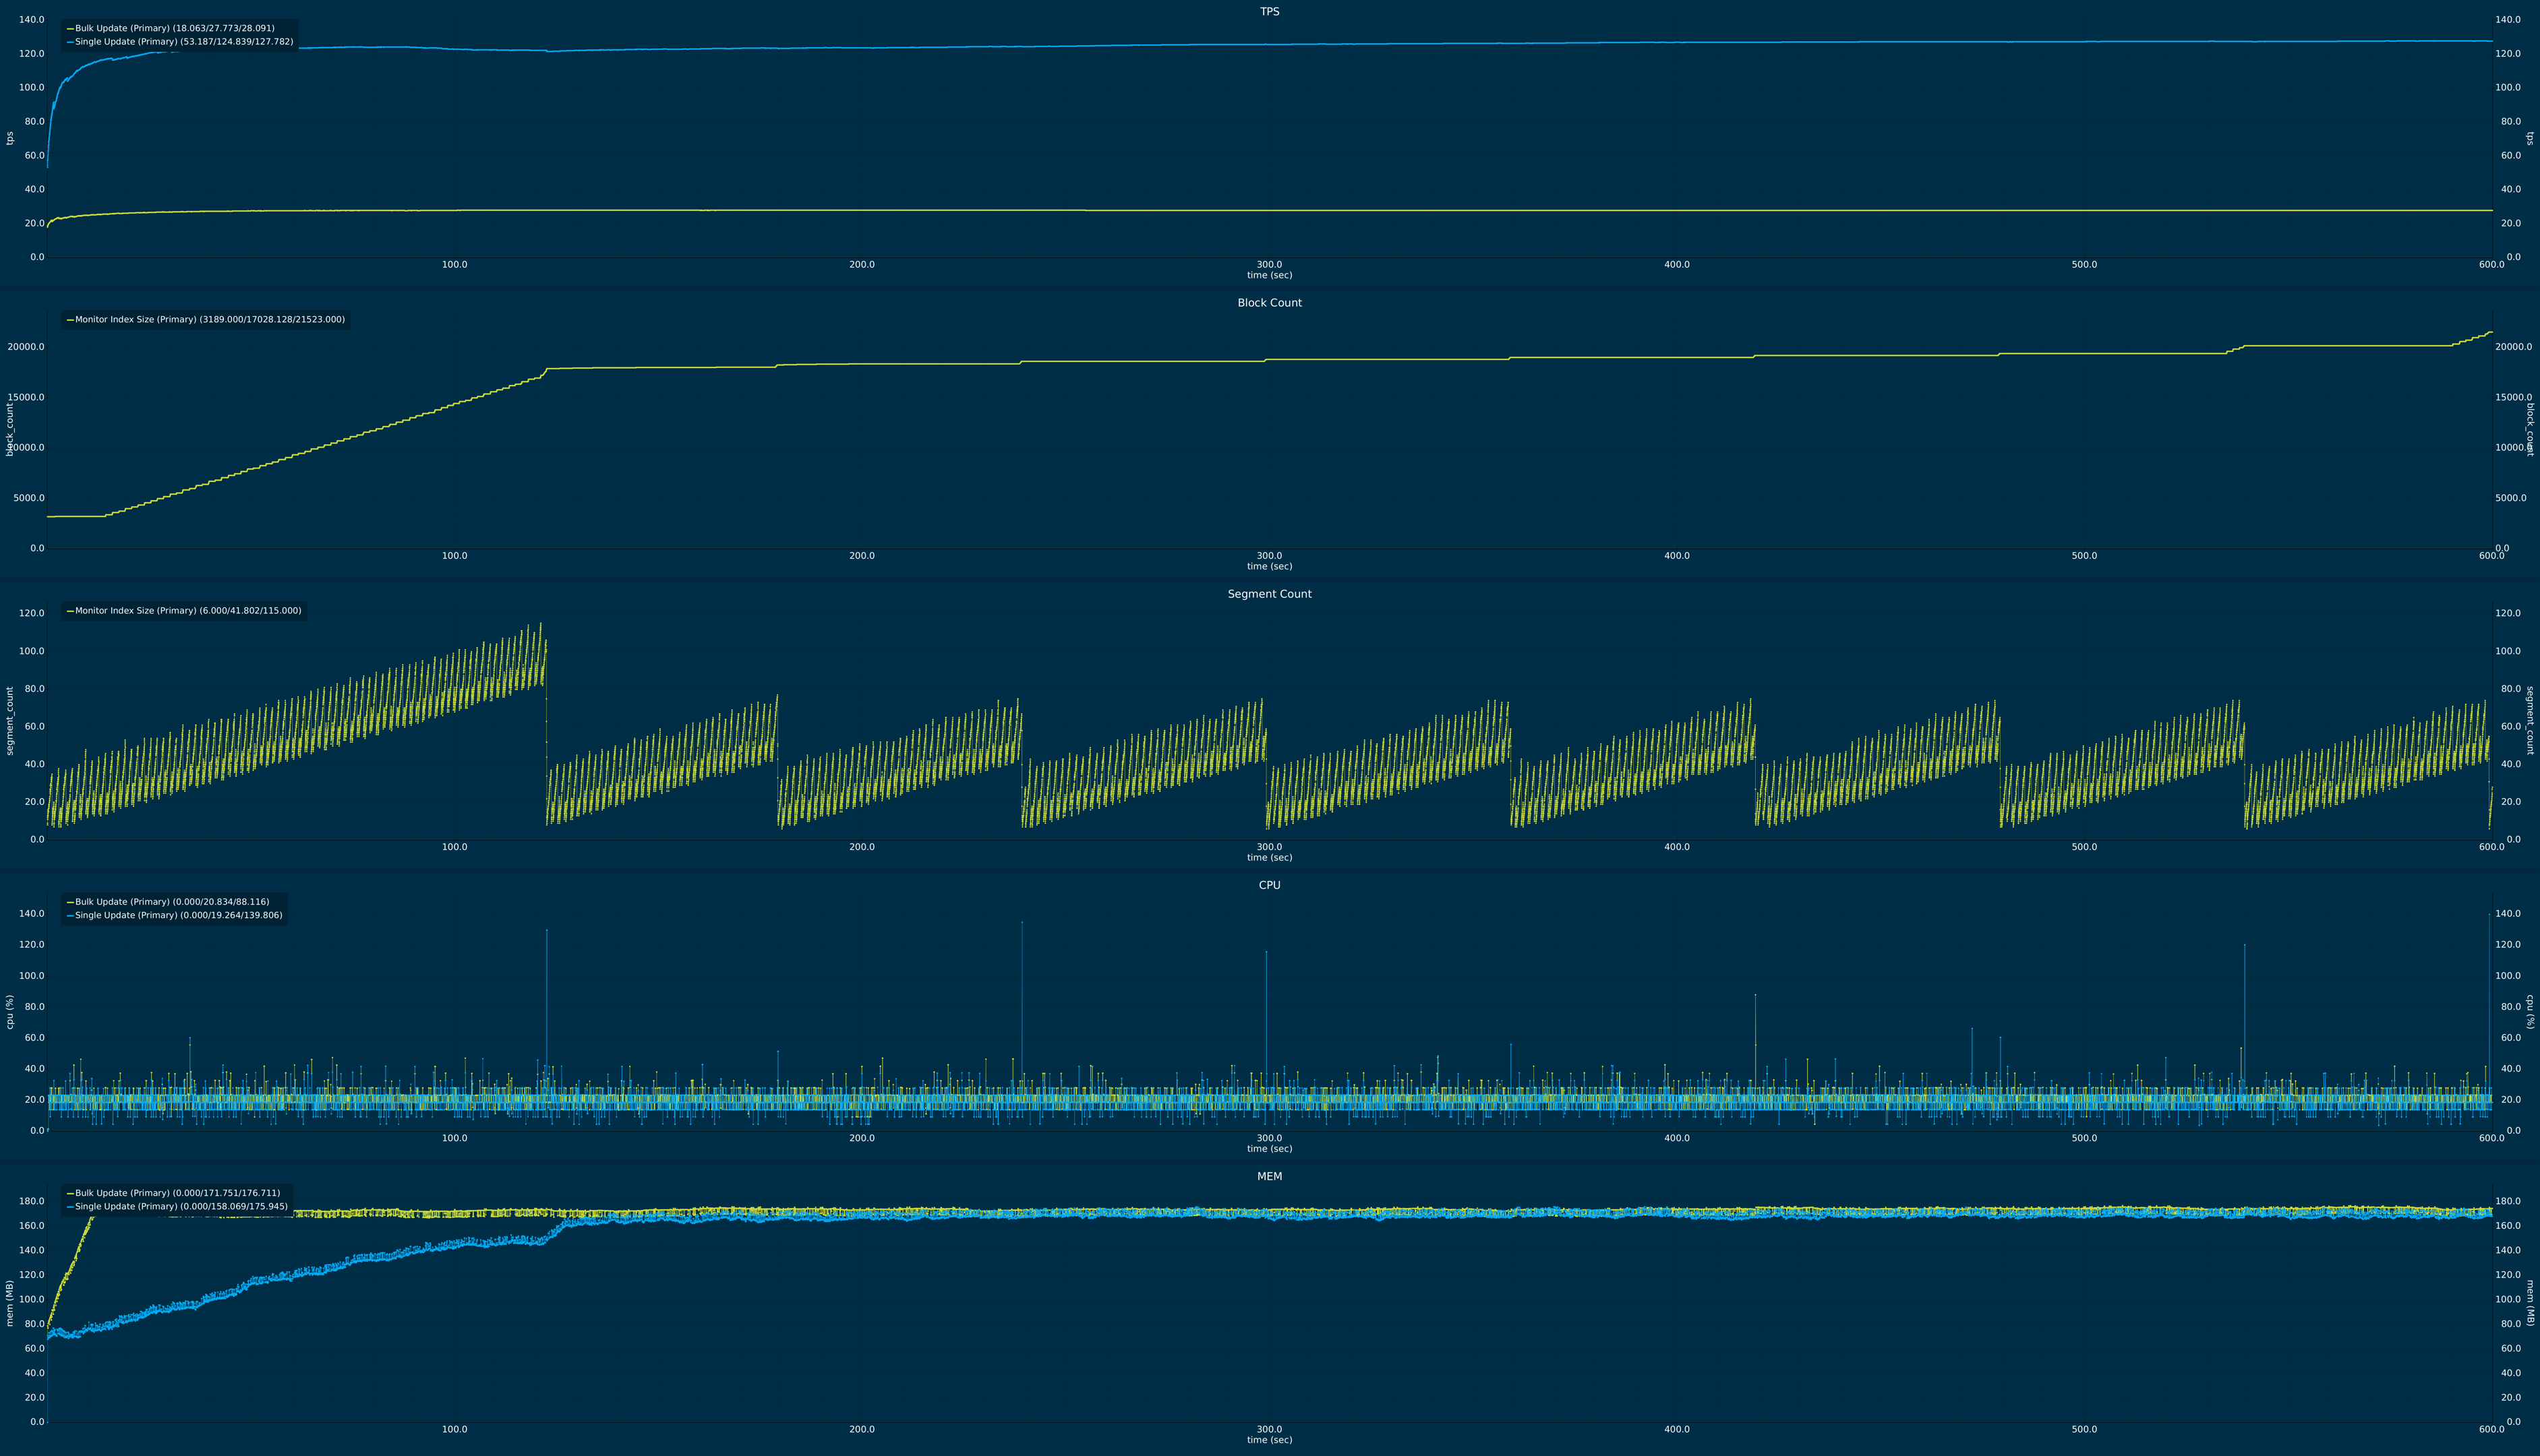 TPS
Bulk Update (Primary) (18.063/27.773/28.091)
Single Update (Primary) (53.187/124.839/127.782)
140.0 140.0
120.0 120.0
100.0 100.0
80.0 80.0
tps tps
60.0 60.0
40.0 40.0
20.0 20.0
0.0 0.0
100.0 200.0 300.0 400.0 500.0 600.0
time (sec)
Block Count
Monitor Index Size (Primary) (3189.000/17028.128/21523.000)
20000.0 20000.0
15000.0 15000.0
block_count block_count
10000.0 10000.0
5000.0 5000.0
0.0 0.0
100.0 200.0 300.0 400.0 500.0 600.0
time (sec)
Segment Count
Monitor Index Size (Primary) (6.000/41.802/115.000)
120.0 120.0
100.0 100.0
80.0 80.0
segment_count segment_count
60.0 60.0
40.0 40.0
20.0 20.0
0.0 0.0
100.0 200.0 300.0 400.0 500.0 600.0
time (sec)
CPU
Bulk Update (Primary) (0.000/20.834/88.116)
Single Update (Primary) (0.000/19.264/139.806)
140.0 140.0
120.0 120.0
100.0 100.0
80.0 80.0
cpu (%) cpu (%)
60.0 60.0
40.0 40.0
20.0 20.0
0.0 0.0
100.0 200.0 300.0 400.0 500.0 600.0
time (sec)
MEM
Bulk Update (Primary) (0.000/171.751/176.711)
Single Update (Primary) (0.000/158.069/175.945)
180.0 180.0
160.0 160.0
140.0 140.0
120.0 120.0
100.0 100.0
mem (MB) mem (MB)
80.0 80.0
60.0 60.0
40.0 40.0
20.0 20.0
0.0 0.0
100.0 200.0 300.0 400.0 500.0 600.0
time (sec)